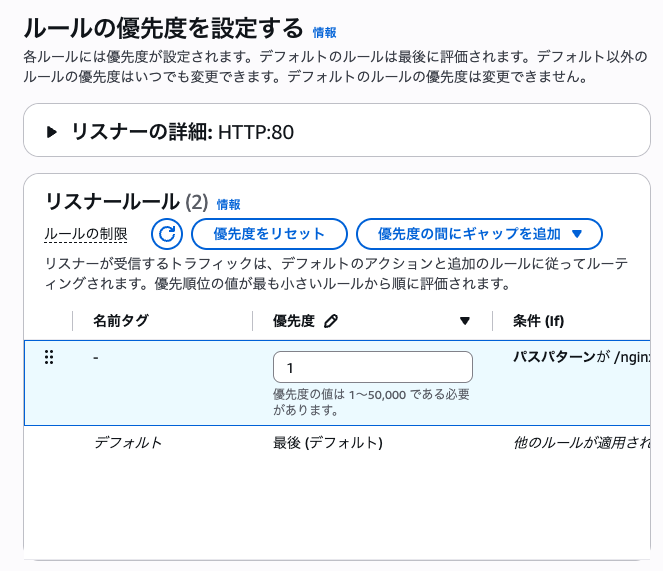 ルールの優先度を設定する 情報
各ルールには優先度が設定されます。デフォルトのルールは最後に評価されます。デフォルト以外の
ルールの優先度はいつでも変更できます。デフォルトのルールの優先度は変更できません。
リスナーの詳細: HTTP:80
リスナールール (2) 情報
ルールの制限 優先度をリセット 優先度の間にギャップを追加
リスナーが受信するトラフィックは、デフォルトのアクションと追加のルールに従ってルーテ
ィングされます。優先順位の値が最も小さいルールから順に評価されます。
名前タグ 優先度 条件 (If)
- 1 パスパターンが /ngin
優先度の値は 1～50,000 である必要
があります。
デフォルト 最後 (デフォルト) 他のルールが適用され